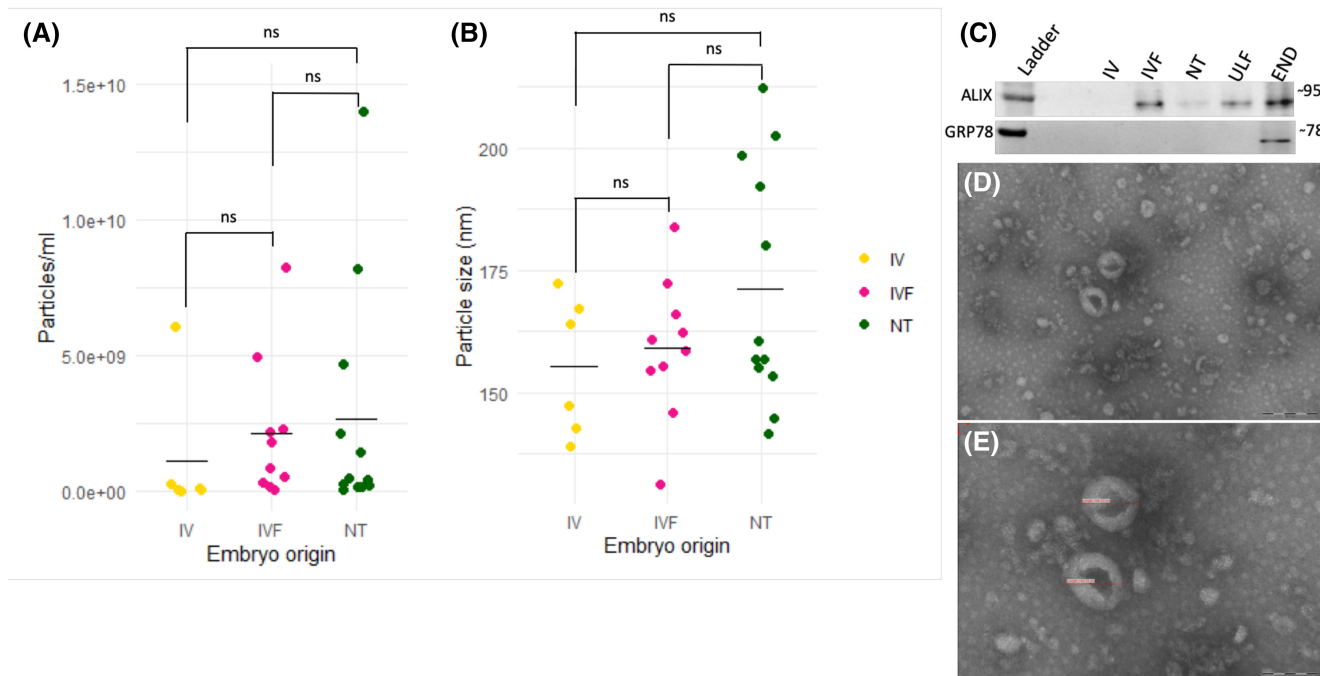 (A)
ns
ns
ns
1.5e+10
1.0e+10
5.0e+09
0.0e+00
Particles/ml
IV
IVF
NT
Embryo origin
(B)
ns
ns
ns
200
175
150
Particle size (nm)
IV
IVF
NT
Embryo origin
IV
IVF
NT
(C)
Ladder
IV
IVF
NT
ULF
END
ALIX
~95
GRP78
~78
(D)
(E)